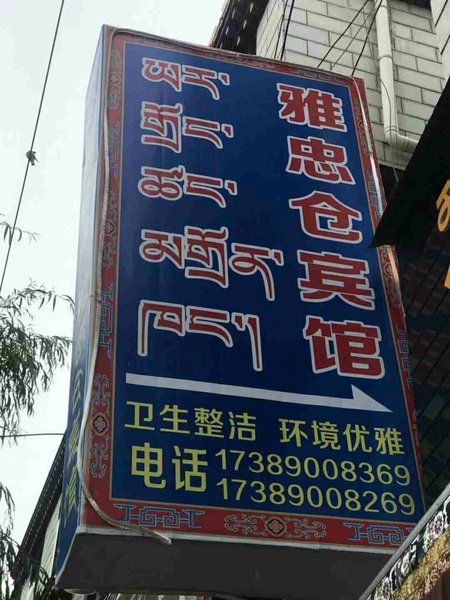 ཡུང་
དྲུང་
ཚང་
མགྲོན་
ཁང་།
雅忠仓宾馆
卫生整洁 环境优雅
电话 17389008369
17389008269